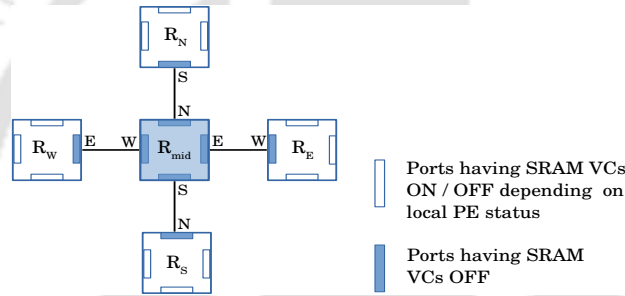 R_N
S
N
R_W E W R_mid E W R_E
S
N
R_S
Ports having SRAM VCs
ON / OFF depending on
local PE status
Ports having SRAM
VCs OFF